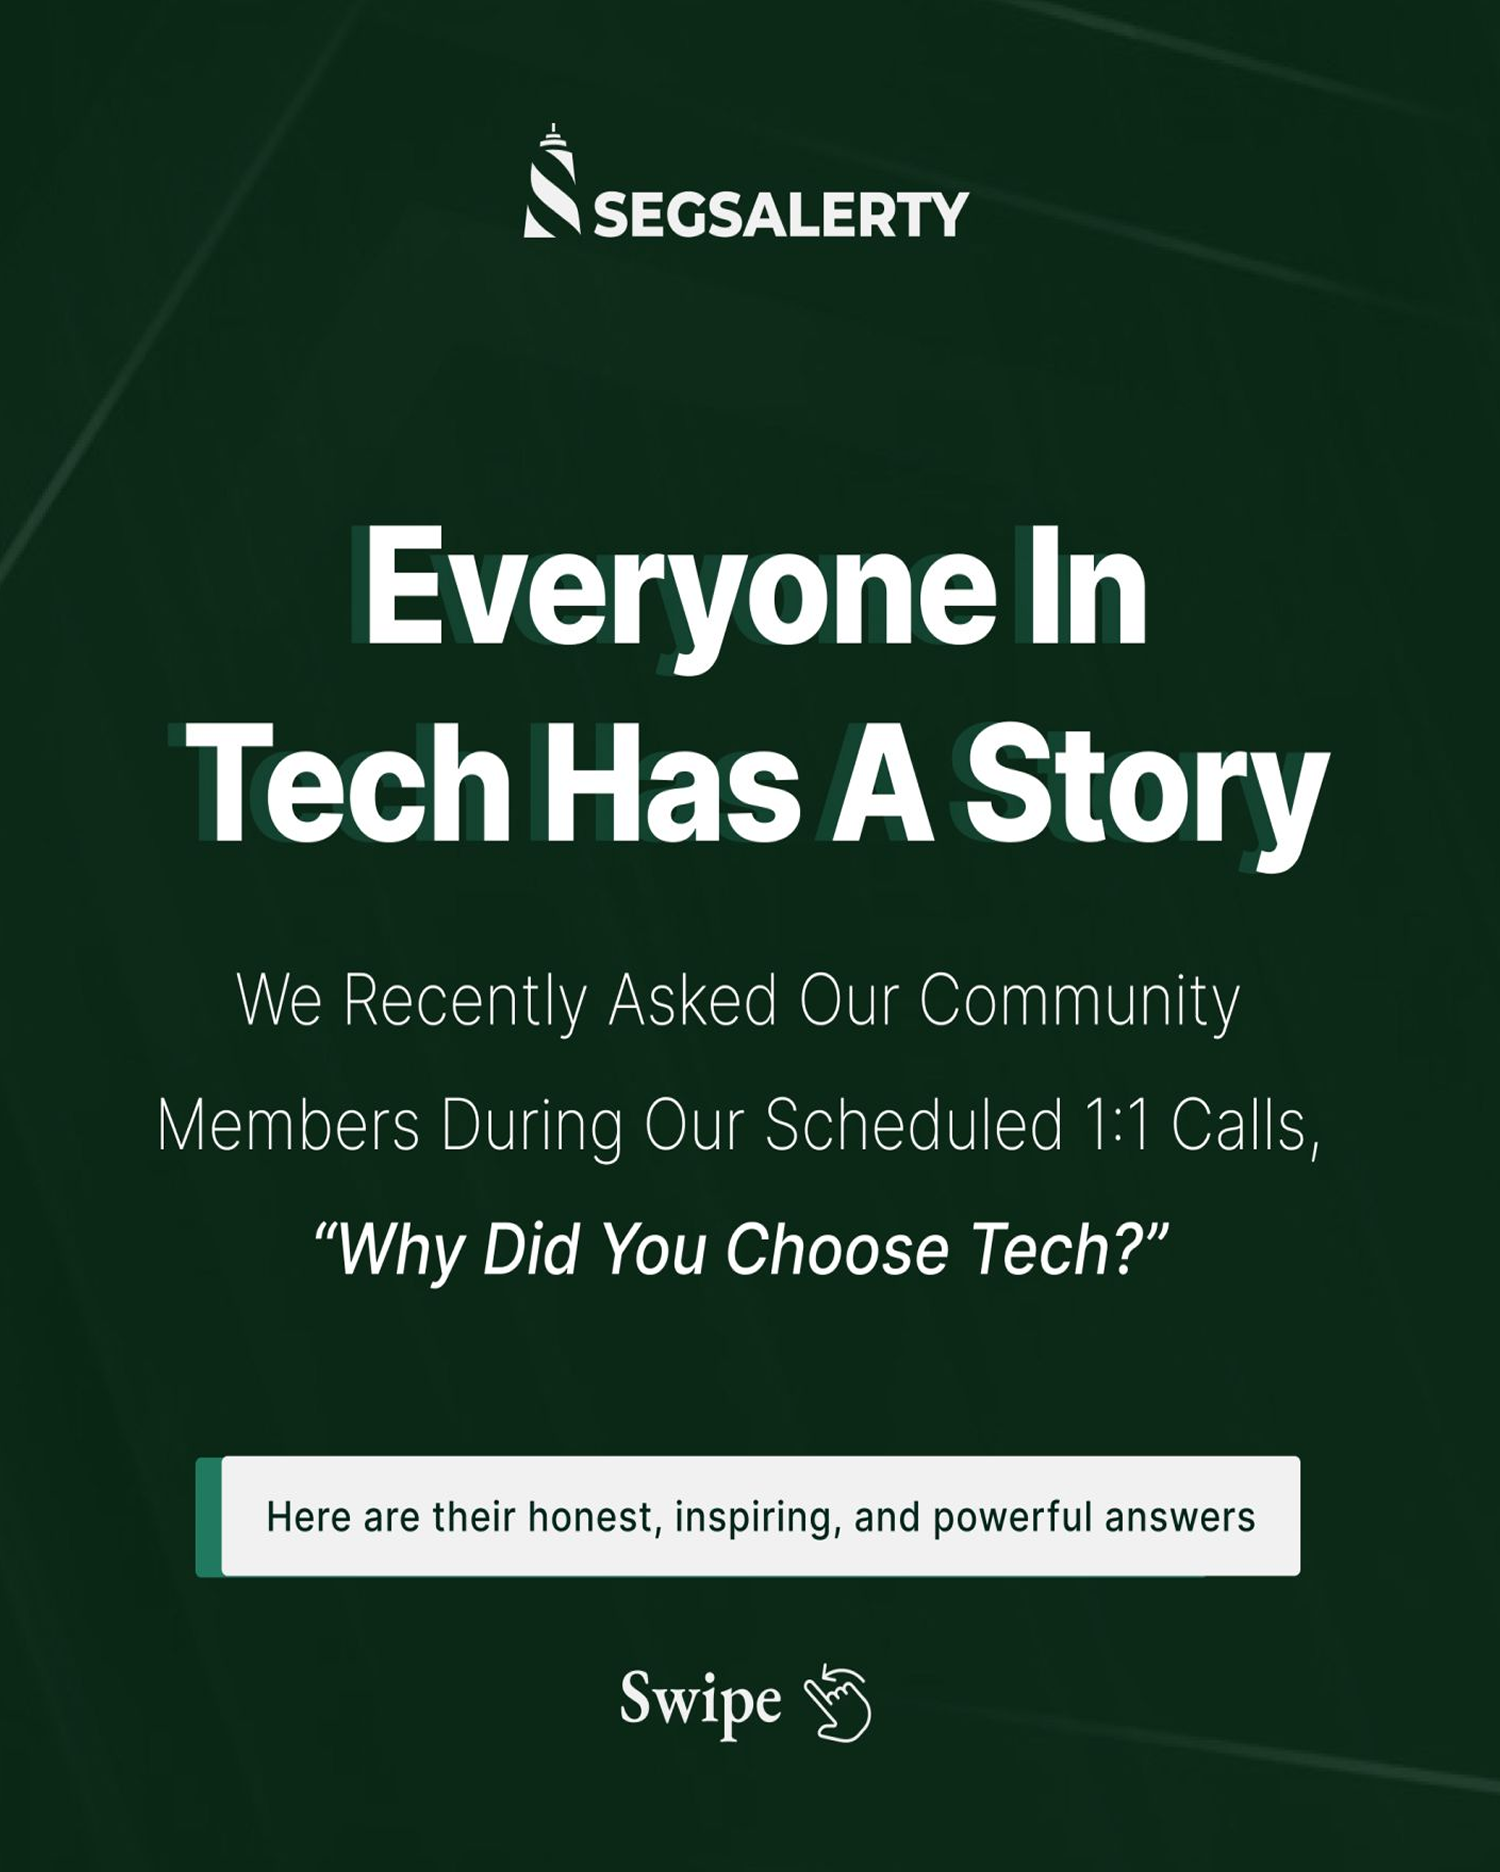 SEGSALERTY
Everyone In
Tech Has A Story
We Recently Asked Our Community
Members During Our Scheduled 1:1 Calls,
“Why Did You Choose Tech?”
Here are their honest, inspiring, and powerful answers
Swipe